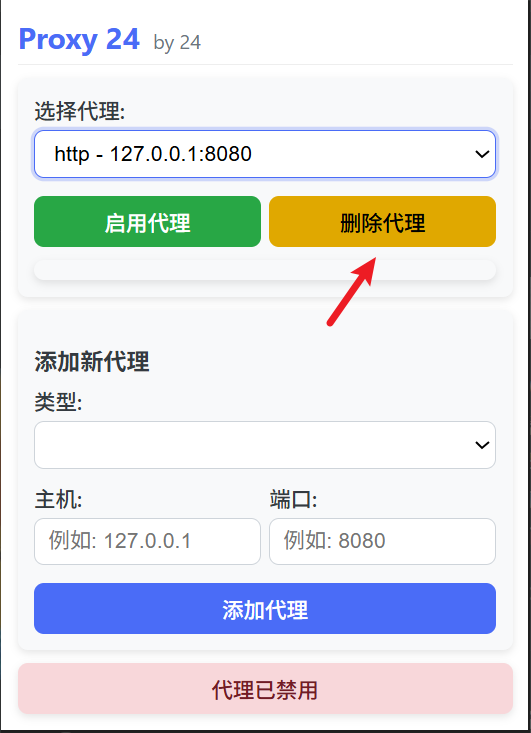 Proxy 24 by 24
选择代理:
http - 127.0.0.1:8080
启用代理 删除代理
添加新代理
类型:
主机: 端口:
例如: 127.0.0.1 例如: 8080
添加代理
代理已禁用